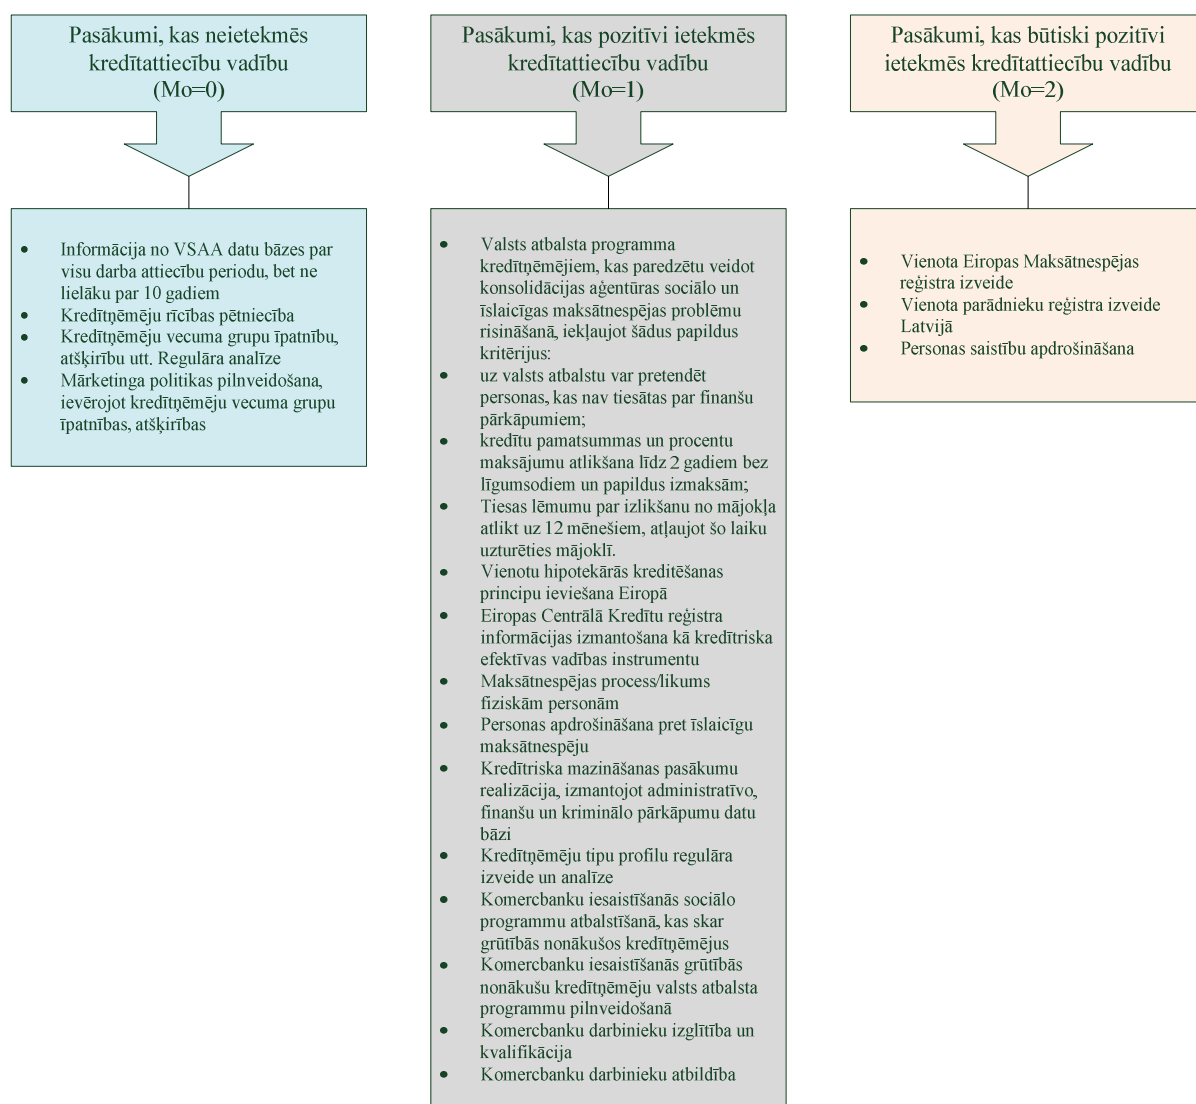 Pasākumi, kas neietekmēs
kredītattiecību vadību
(Mo=0)
• Informācija no VSAA datu bāzes par
visu darba attiecību periodu, bet ne
lielāku par 10 gadiem
• Kredītņēmēju rīcības pētniecība
• Kredītņēmēju vecuma grupu īpatnību,
atšķirību utt. Regulāra analīze
• Mārketinga politikas pilnveidošana,
ievērojot kredītņēmēju vecuma grupu
īpatnības, atšķirības
Pasākumi, kas pozitīvi ietekmēs
kredītattiecību vadību
(Mo=1)
• Valsts atbalsta programma
kredītņēmējiem, kas paredzētu veidot
konsolidācijas aģentūras sociālo un
īslaicīgas maksātnespējas problēmu
risināšanā, iekļaujot šādus papildus
kritērijus:
• uz valsts atbalstu var pretendēt
personas, kas nav tiesātas par finanšu
pārkāpumiem;
• kredītu pamatsummas un procentu
maksājumu atlikšana līdz 2 gadiem bez
līgumsodiem un papildus izmaksām;
• Tiesas lēmumu par izlikšanu no mājokļa
atlikt uz 12 mēnešiem, atļaujot šo laiku
uzturēties mājoklī.
• Vienotu hipotekārās kreditēšanas
principu ieviešana Eiropā
• Eiropas Centrālā Kredītu reģistra
informācijas izmantošana kā kredītriska
efektīvas vadības instrumentu
• Maksātnespējas process/likums
fiziskām personām
• Personas apdrošināšana pret īslaicīgu
maksātnespēju
• Kredītriska mazināšanas pasākumu
realizācija, izmantojot administratīvo,
finanšu un kriminālo pārkāpumu datu
bāzi
• Kredītņēmēju tipu profilu regulāra
izveide un analīze
• Komercbanku iesaistīšanās sociālo
programmu atbalstīšanā, kas skar
grūtībās nonākušos kredītņēmējus
• Komercbanku iesaistīšanās grūtībās
nonākušu kredītņēmēju valsts atbalsta
programmu pilnveidošanā
• Komercbanku darbinieku izglītība un
kvalifikācija
• Komercbanku darbinieku atbildība
Pasākumi, kas būtiski pozitīvi
ietekmēs kredītattiecību vadību
(Mo=2)
• Vienota Eiropas Maksātnespējas
reģistra izveide
• Vienota parādnieku reģistra izveide
Latvijā
• Personas saistību apdrošināšana